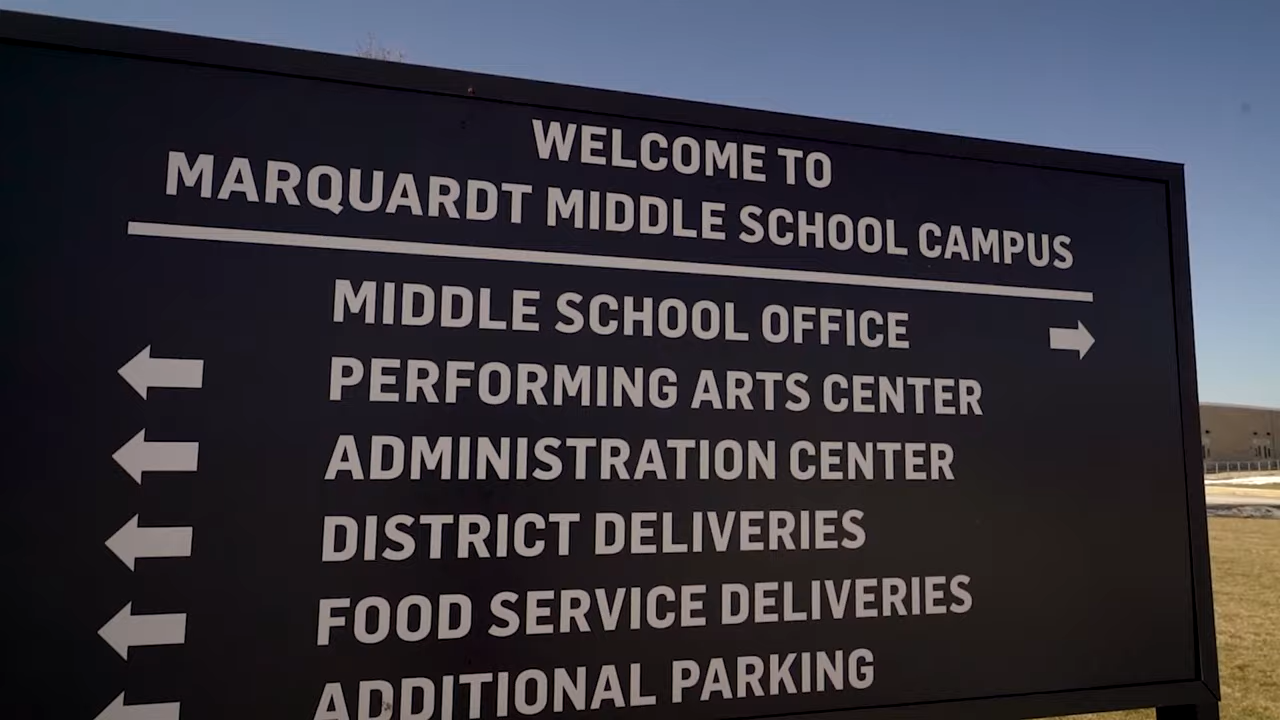 WELCOME TO
MARQUARDT MIDDLE SCHOOL CAMPUS
MIDDLE SCHOOL OFFICE
PERFORMING ARTS CENTER
ADMINISTRATION CENTER
DISTRICT DELIVERIES
FOOD SERVICE DELIVERIES
ADDITIONAL PARKING